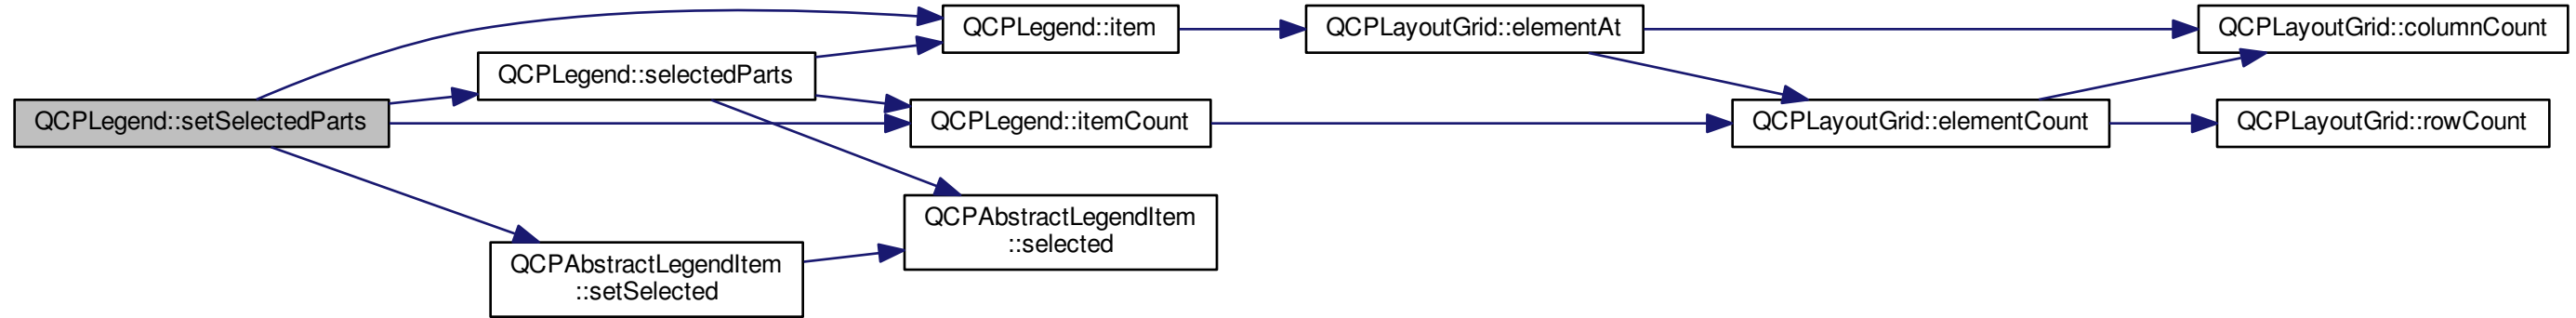 QCPLegend::setSelectedParts
QCPLegend::selectedParts
QCPAbstractLegendItem
::setSelected
QCPLegend::item
QCPLegend::itemCount
QCPAbstractLegendItem
::selected
QCPLayoutGrid::elementAt
QCPLayoutGrid::elementCount
QCPLayoutGrid::columnCount
QCPLayoutGrid::rowCount